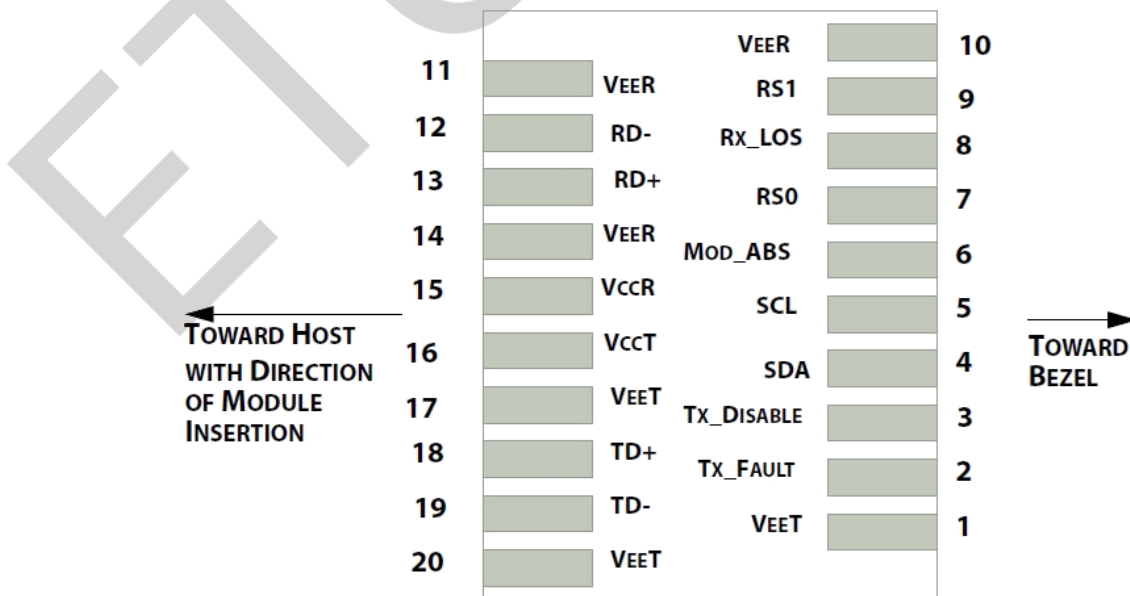 VEER 10
11 VEER
RS1 9
12 RD-
RX_LOS 8
13 RD+
RS0 7
14 VEER
MOD_ABS 6
15 VCCR
SCL 5
TOWARD HOST
WITH DIRECTION
OF MODULE
INSERTION
TOWARD
BEZEL
16 VCCT
SDA 4
17 VEET
TX_DISABLE 3
18 TD+
TX_FAULT 2
19 TD-
VEET 1
20 VEET